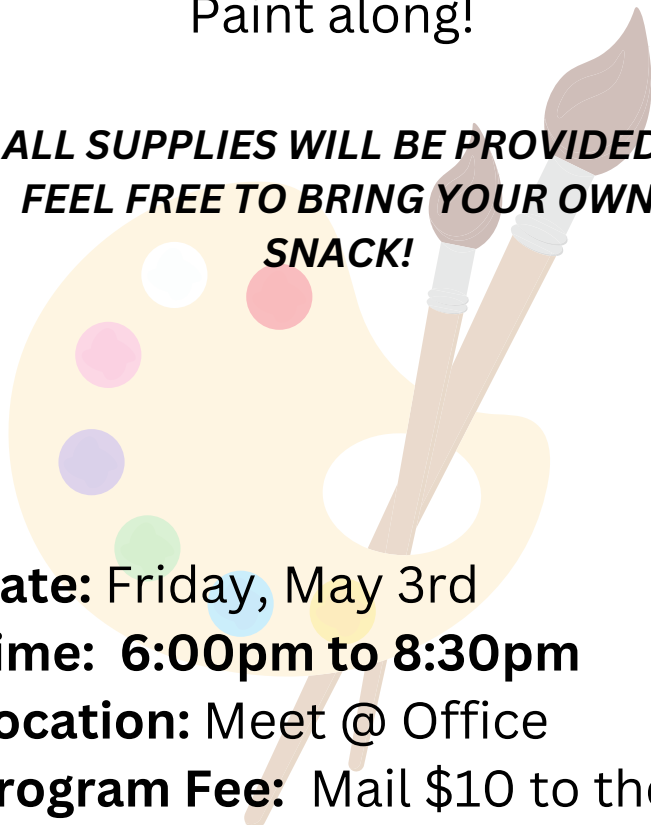 Paint along!
ALL SUPPLIES WILL BE PROVIDED
FEEL FREE TO BRING YOUR OWN
SNACK!
ate: Friday, May 3rd
ime: 6:00pm to 8:30pm
ocation: Meet @ Office
rogram Fee: Mail $10 to the